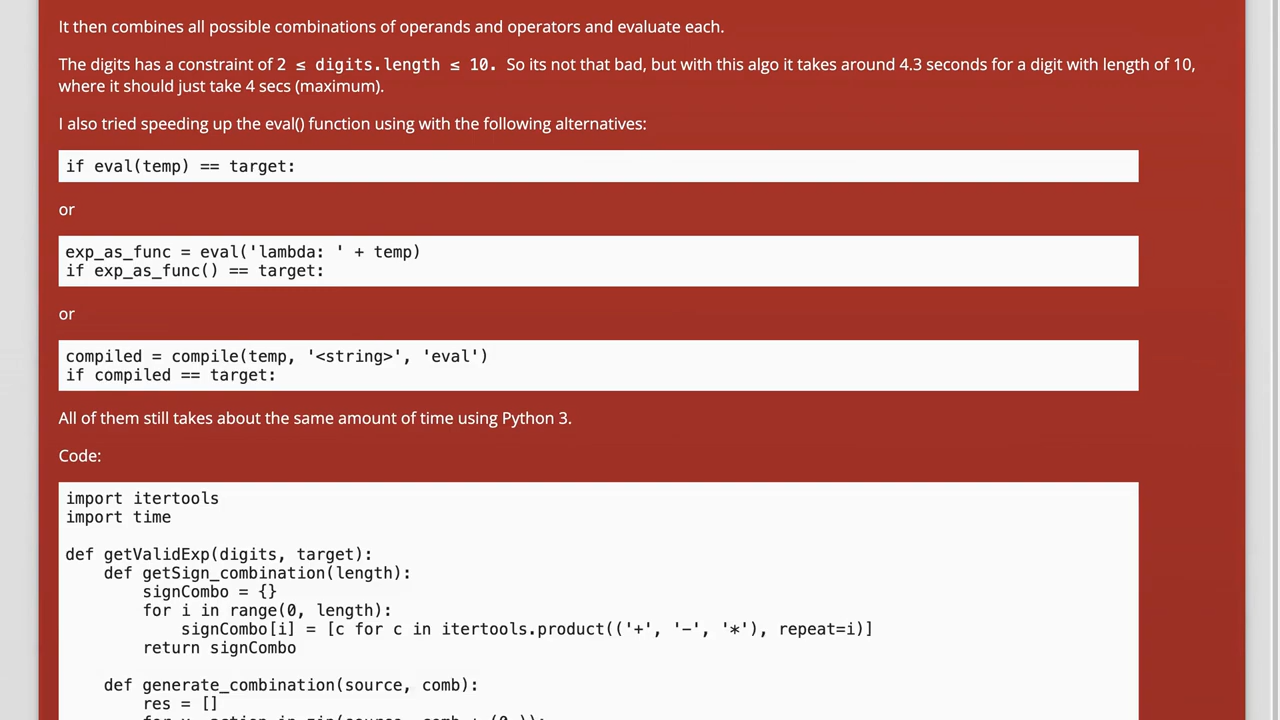 It then combines all possible combinations of operands and operators and evaluate each.
The digits has a constraint of 2 ≤ digits.length ≤ 10. So its not that bad, but with this algo it takes around 4.3 seconds for a digit with length of 10,
where it should just take 4 secs (maximum).
I also tried speeding up the eval() function using with the following alternatives:
if eval(temp) == target:
or
exp_as_func = eval('lambda: ' + temp)
if exp_as_func() == target:
or
compiled = compile(temp, '<string>', 'eval')
if compiled == target:
All of them still takes about the same amount of time using Python 3.
Code:
import itertools
import time
def getValidExp(digits, target):
def getSign_combination(length):
signCombo = {}
for i in range(0, length):
signCombo[i] = [c for c in itertools.product(('+', '-', '*'), repeat=i)]
return signCombo
def generate_combination(source, comb):
res = []